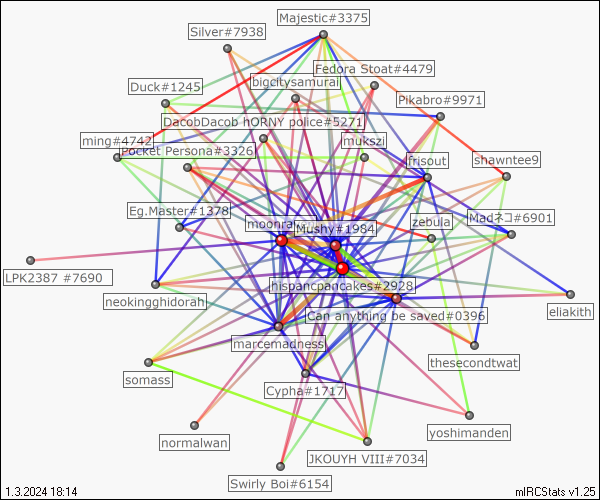 Majestic#3375
Silver#7938
Fedora Stoat#4479
bigcitysamurai
Duck#1245
Pikabro#9971
DacobDacob hORNY police#5271
ming#4742
mukszi
Pocket Persona#3326
frisout
shawntee9
Eg.Master#1378
Madネコ#6901
moonra
zebula
Mushy#1984
LPK2387 #7690
hispancpancakes#2928
neokingghidorah
eliakith
Can anything be saved#0396
marcemadness
thesecondtwat
somass
Cypha#1717
yoshimanden
normalwan
JKOUYH VIII#7034
Swirly Boi#6154
1.3.2024 18:14
mIRCStats v1.25